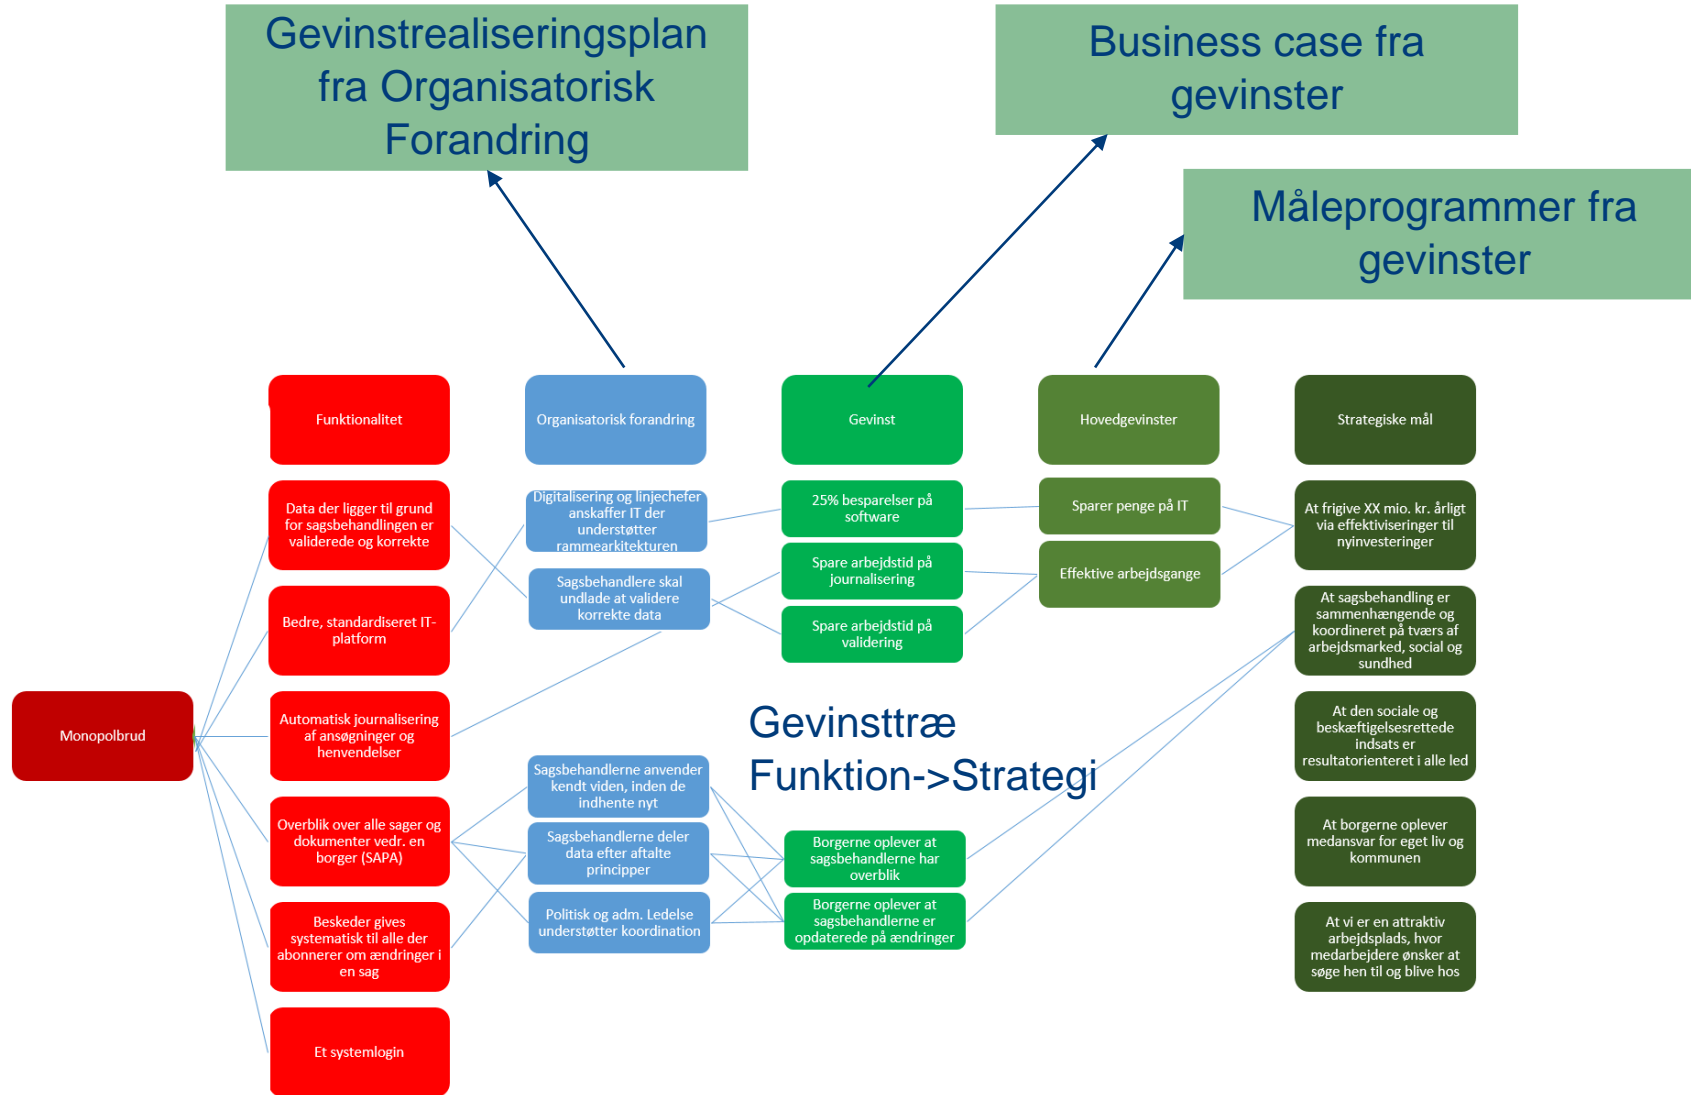 Gevinstrealiseringsplan
fra Organisatorisk
Forandring
Business case fra
gevinster
Måleprogrammer fra
gevinster
Funktionalitet
Organisatorisk forandring
Gevinst
Hovedgevinster
Strategiske mål
Monopolbrud
Data der ligger til grund
for sagsbehandlingen er
validerede og korrekte
Bedre, standardiseret IT-
platform
Automatisk journalisering
af ansøgninger og
henvendelser
Overblik over alle sager og
dokumenter vedr. en
borger (SAPA)
Beskeder gives
systematisk til alle der
abonnerer om ændringer i
en sag
Et systemlogin
Digitalisering og linjechefer
anskaffer IT der
understøtter
rammearkitekturen
Sagsbehandlere skal
undlade at validere
korrekte data
Sagsbehandlerne anvender
kendt viden, inden de
indhente nyt
Sagsbehandlerne deler
data efter aftalte
principper
Politisk og adm. Ledelse
understøtter koordination
25% besparelser på
software
Spare arbejdstid på
journalisering
Spare arbejdstid på
validering
Gevinsttræ
Funktion->Strategi
Borgerne oplever at
sagsbehandlerne har
overblik
Borgerne oplever at
sagsbehandlerne er
opdaterede på ændringer
Sparer penge på IT
Effektive arbejdsgange
At frigive XX mio. kr. årligt
via effektiviseringer til
nyinvesteringer
At sagsbehandling er
sammenhængende og
koordineret på tværs af
arbejdsmarked, social og
sundhed
At den sociale og
beskæftigelsesrettede
indsats er
resultatorienteret i alle led
At borgerne oplever
medansvar for eget liv og
kommunen
At vi er en attraktiv
arbejdsplads, hvor
medarbejdere ønsker at
søge hen til og blive hos